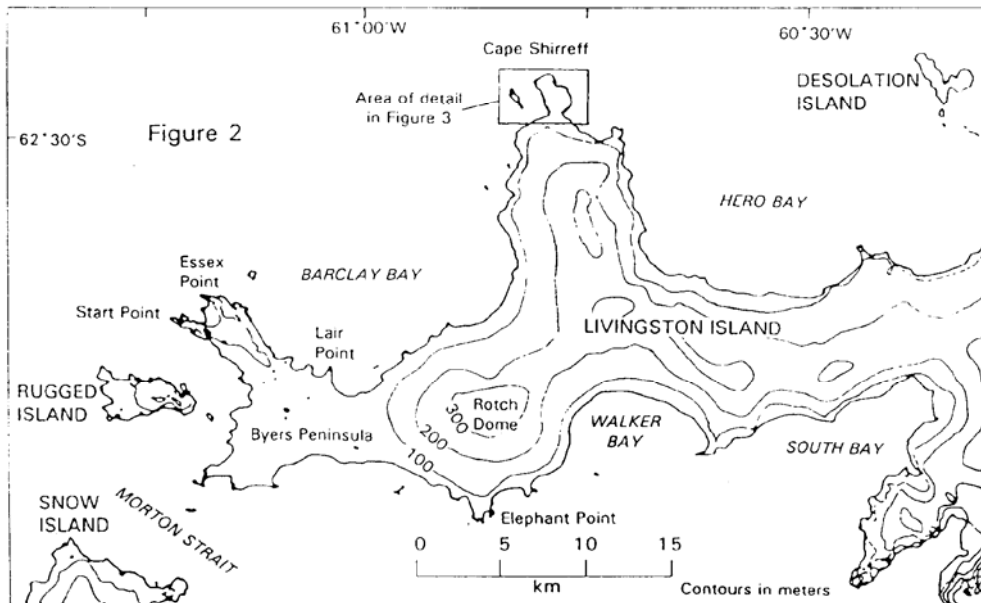 61°00'W
60°30'W
Cape Shirreff
DESOLATION
ISLAND
Area of detail
in Figure 3
62°30'S
Figure 2
HERO BAY
Essex
Point
BARCLAY BAY
Start Point
LIVINGSTON ISLAND
Lair
Point
RUGGED
ISLAND
Rotch
Dome
300
200
100
WALKER
BAY
Byers Peninsula
SOUTH BAY
SNOW
ISLAND
MORTON STRAIT
Elephant Point
0 5 10 15
km
Contours in meters